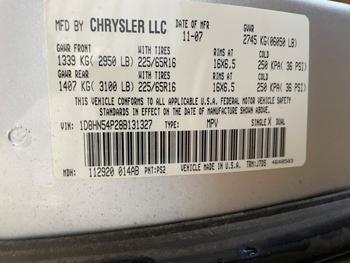 MFD BY CHRYSLER LLC DATE OF MFR 11-07 GVWR 2745 KG(06050 LB)
GAWR FRONT WITH TIRES RIMS AT COLD
1339 KG( 2950 LB) 225/65R16 16X6.5 250 KPA( 36 PSI)
GAWR REAR WITH TIRES RIMS AT COLD
1407 KG( 3100 LB) 225/65R16 16X6.5 250 KPA( 36 PSI)
THIS VEHICLE CONFORMS TO ALL APPLICABLE U.S.A. FEDERAL MOTOR VEHICLE SAFETY
STANDARDS IN EFFECT ON THE DATE OF MANUFACTURE SHOWN ABOVE.
VIN: 1D8HN54P28B131327 TYPE: MPV SINGLE X DUAL
VEHICLE MADE IN U.S.A.
MDH: 112920 014AB PNT:PS2 TRM:J7DS 4648503